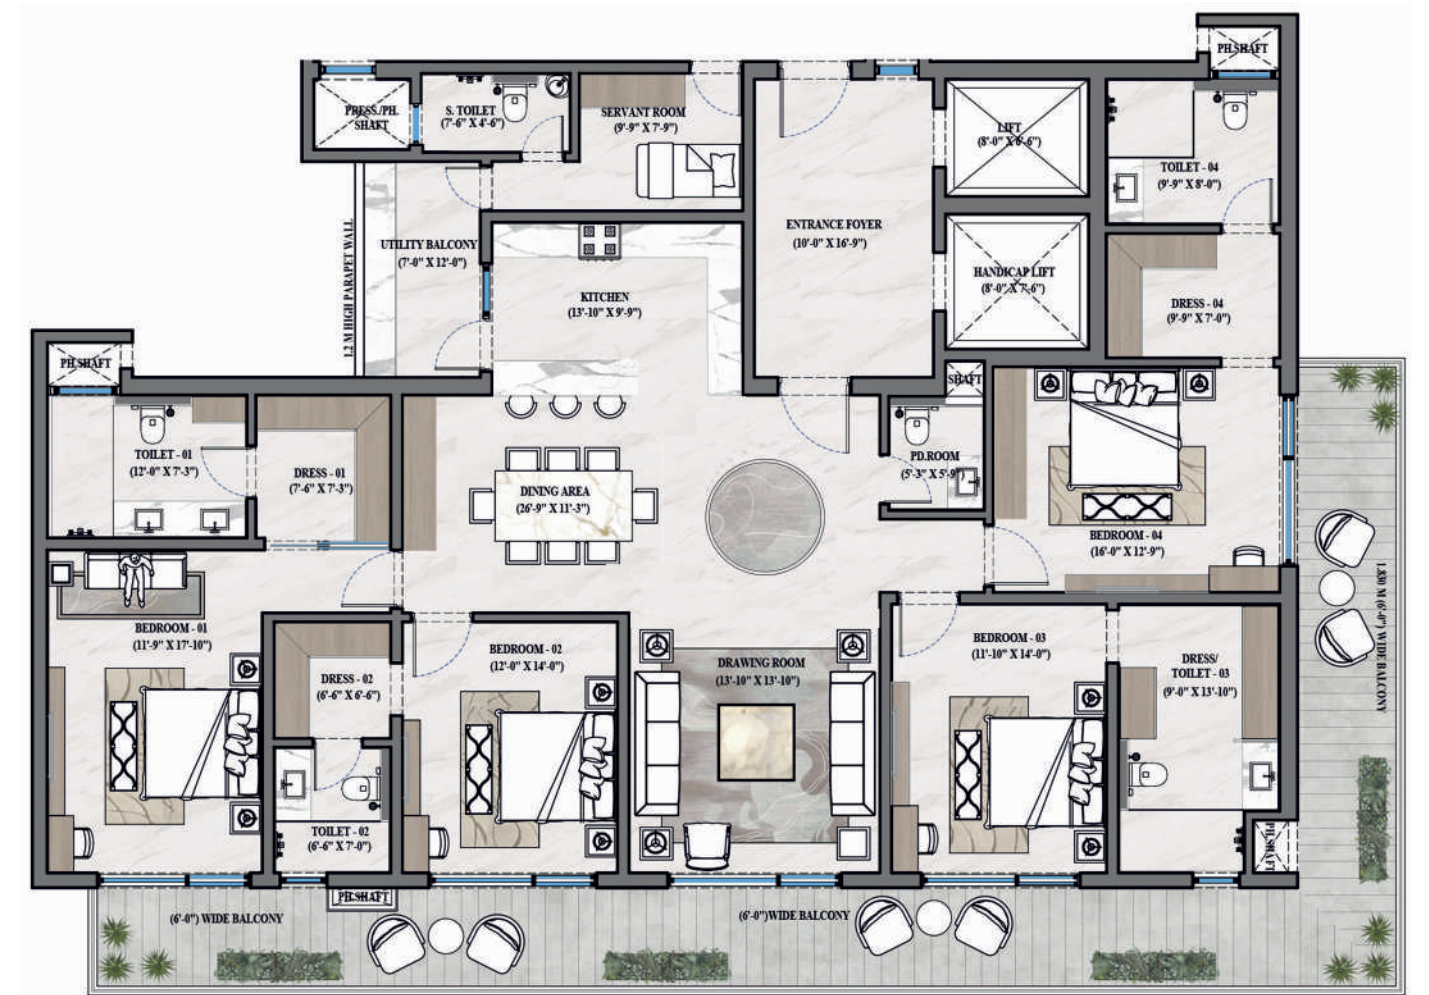 PH.SHAFT
PRESS./PH.
SHAFT
S. TOILET
(7'-6" X 4'-6")
SERVANT ROOM
(9'-9" X 7'-9")
LIFT
(8'-0" X 6'-6")
TOILET - 04
(9'-9" X 8'-0")
1.2 M HIGH PARAPET WALL
UTILITY BALCONY
(7'-0" X 12'-0")
ENTRANCE FOYER
(10'-0" X 16'-9")
HANDICAP LIFT
(8'-0" X 7'-6")
KITCHEN
(13'-10" X 9'-9")
DRESS - 04
(9'-9" X 7'-0")
PH.SHAFT
SHAFT
TOILET - 01
(12'-0" X 7'-3")
DRESS - 01
(7'-6" X 7'-3")
DINING AREA
(26'-9" X 11'-3")
PD.ROOM
(5'-3" X 5'-9")
BEDROOM - 04
(16'-0" X 12'-9")
1.830 M (6'-0") WIDE BALCONY
BEDROOM - 01
(11'-9" X 17'-10")
DRESS - 02
(6'-6" X 6'-6")
BEDROOM - 02
(12'-0" X 14'-0")
DRAWING ROOM
(13'-10" X 13'-10")
BEDROOM - 03
(11'-10" X 14'-0")
DRESS/
TOILET - 03
(9'-0" X 13'-10")
TOILET - 02
(6'-6" X 7'-0")
PH.SHAFT
PH.SHAFT
(6'-0") WIDE BALCONY
(6'-0")WIDE BALCONY